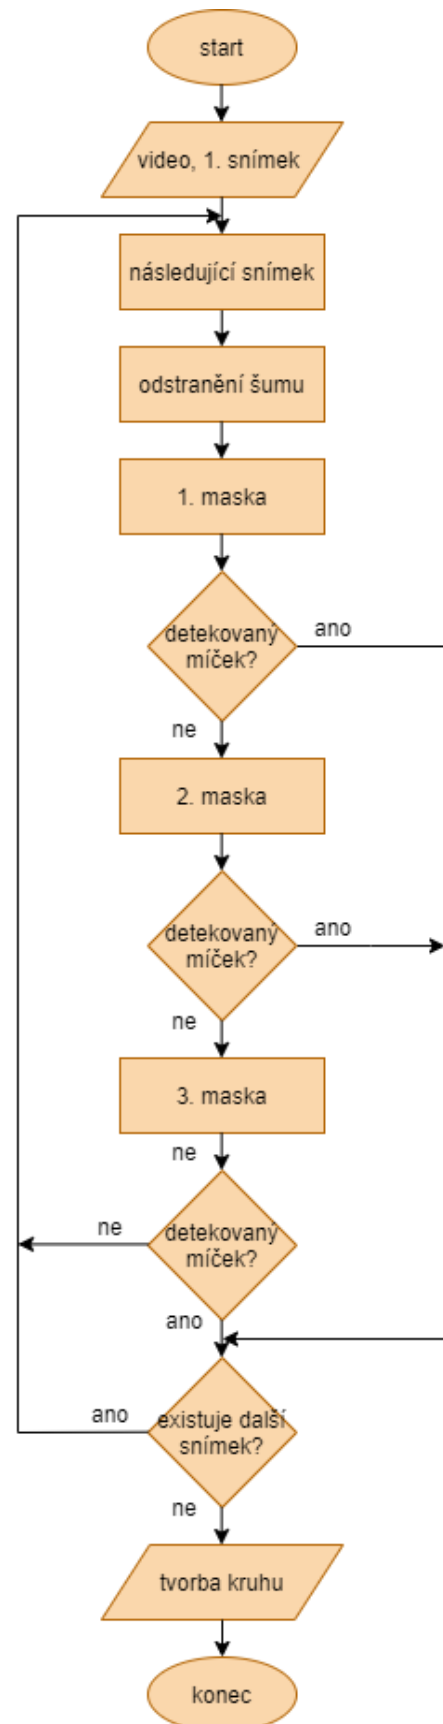 start
video, 1. snímek
následující snímek
odstranění šumu
1. maska
detekovaný
míček?
ano
ne
2. maska
detekovaný
míček?
ano
ne
3. maska
ne
detekovaný
míček?
ne
ano
existuje další
snímek?
ano
ne
tvorba kruhu
konec